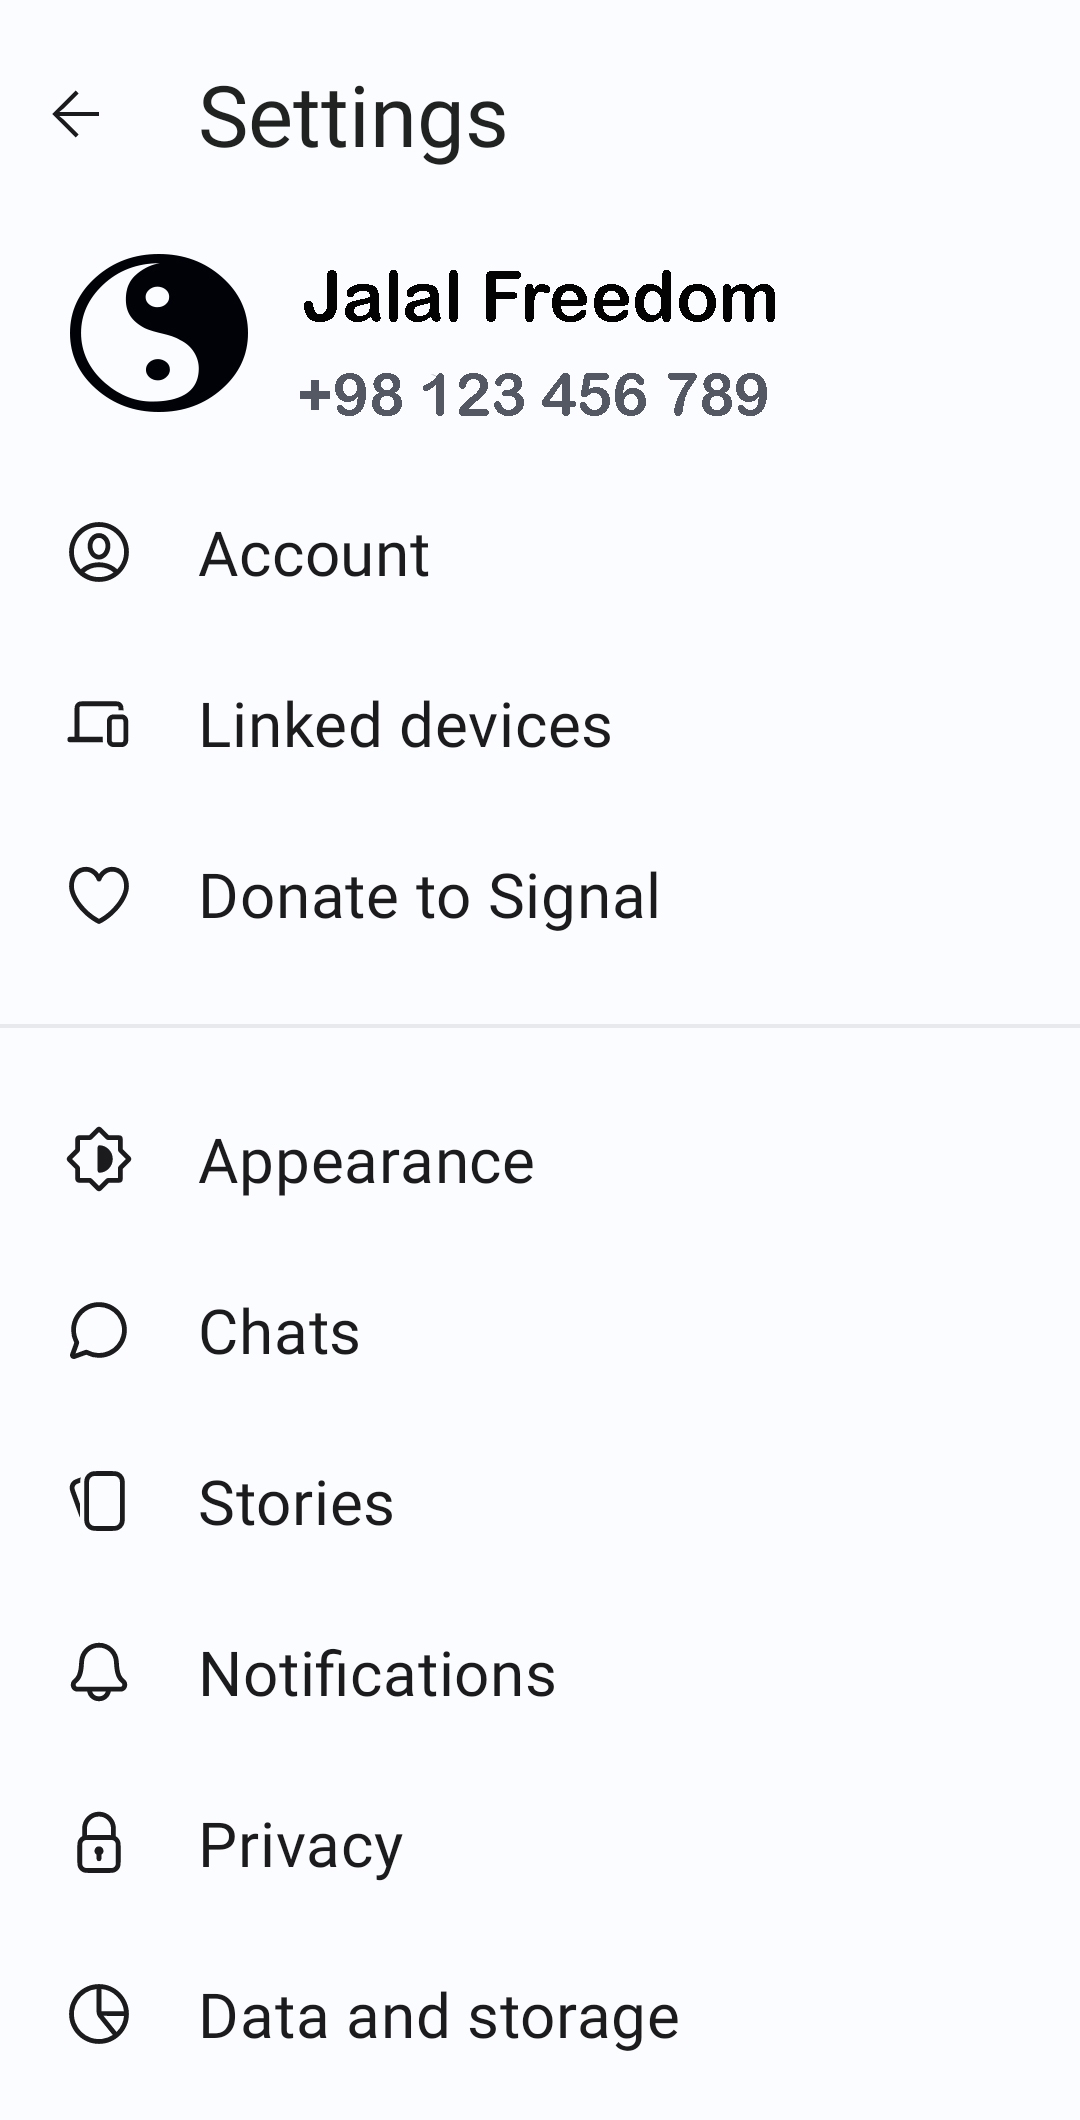 Settings
Jalal Freedom
+98 123 456 789
Account
Linked devices
Donate to Signal
Appearance
Chats
Stories
Notifications
Privacy
Data and storage